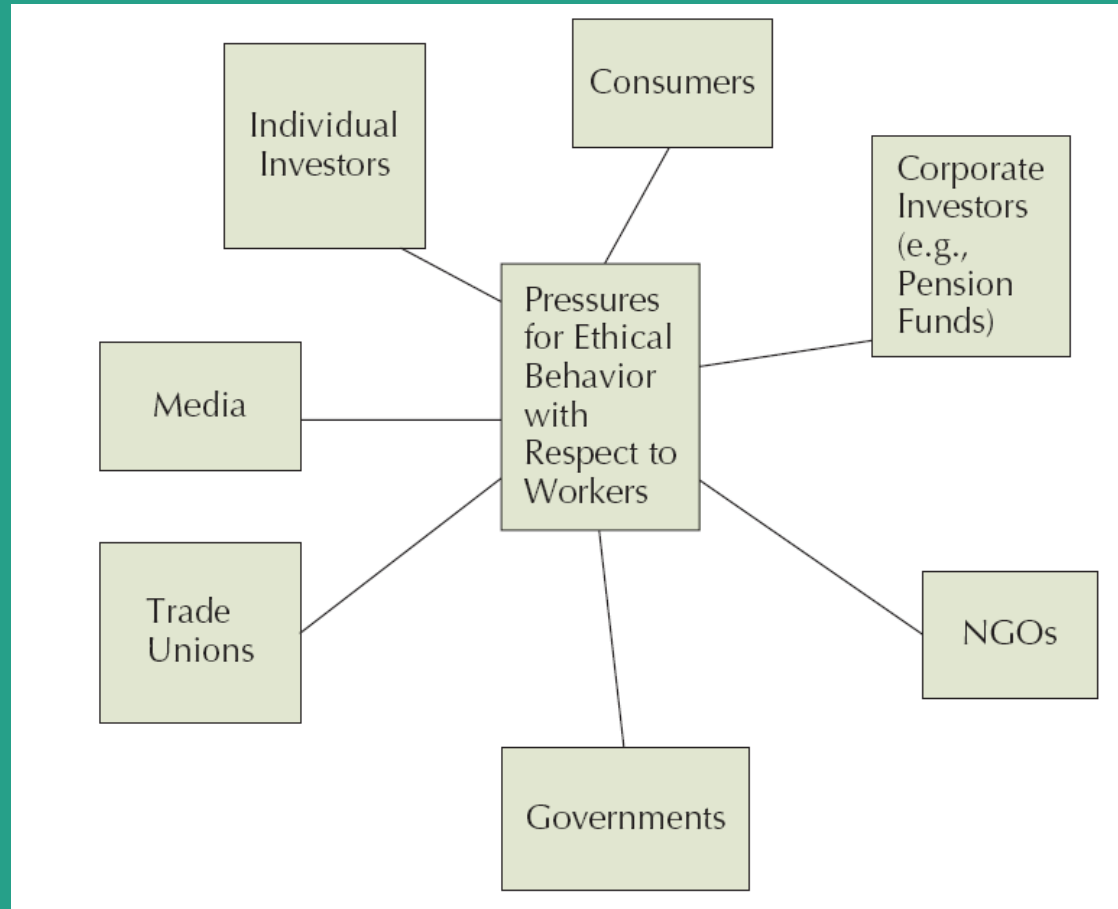 Consumers
Individual
Investors
Corporate
Investors
(e.g.,
Pension
Funds)
Pressures
for Ethical
Behavior
with
Respect to
Workers
Media
Trade
Unions
NGOs
Governments